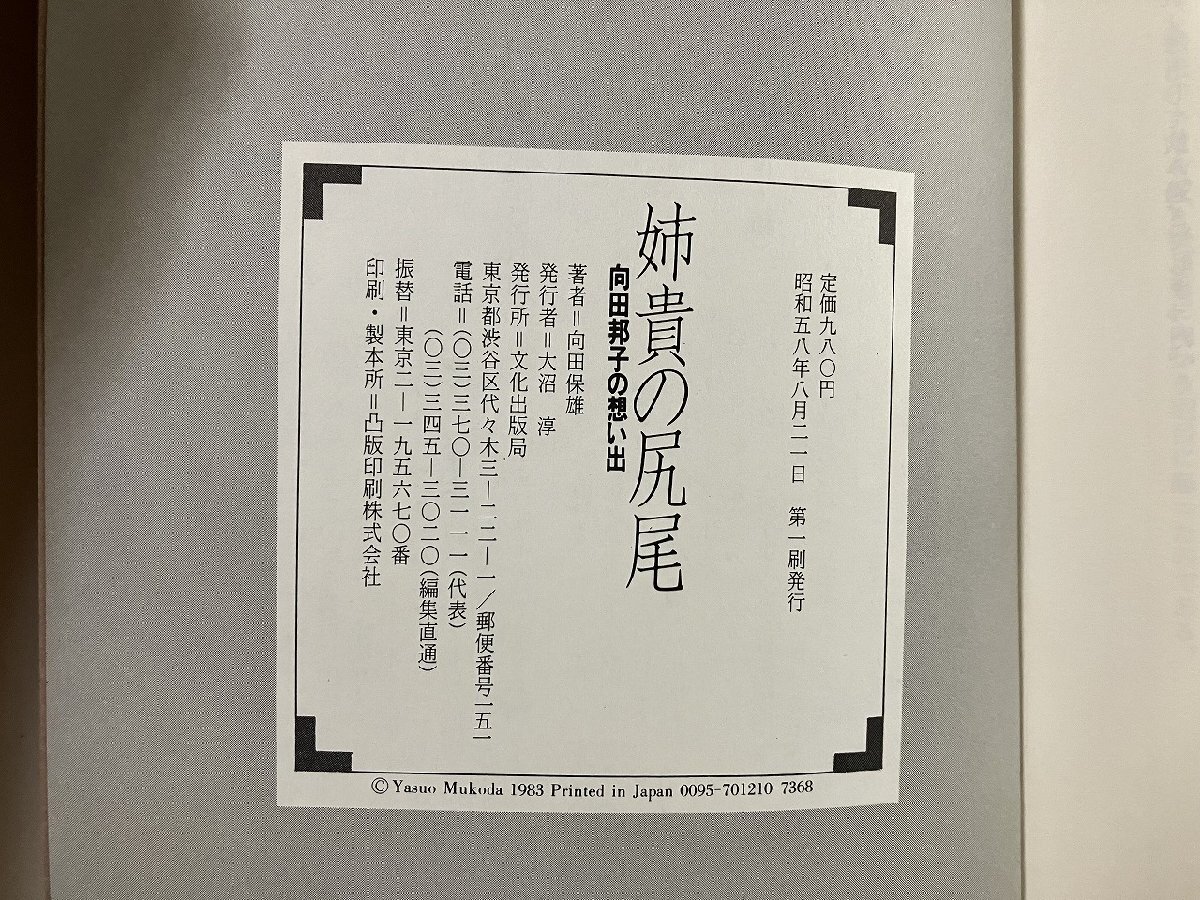 定価九八〇円
昭和五八年八月二一日　第一刷発行
姉貴の尻尾
向田邦子の想い出
著者＝向田保雄
発行者＝大沼　淳
発行所＝文化出版局
東京都渋谷区代々木三―二二―一／郵便番号一五一
電話＝(〇三)三七〇―三一一一(代表)
(〇三)三四五―三〇二〇(編集直通)
振替＝東京二―一九五六七〇番
印刷・製本所＝凸版印刷株式会社
© Yasuo Mukoda 1983 Printed in Japan 0095-701210 7368